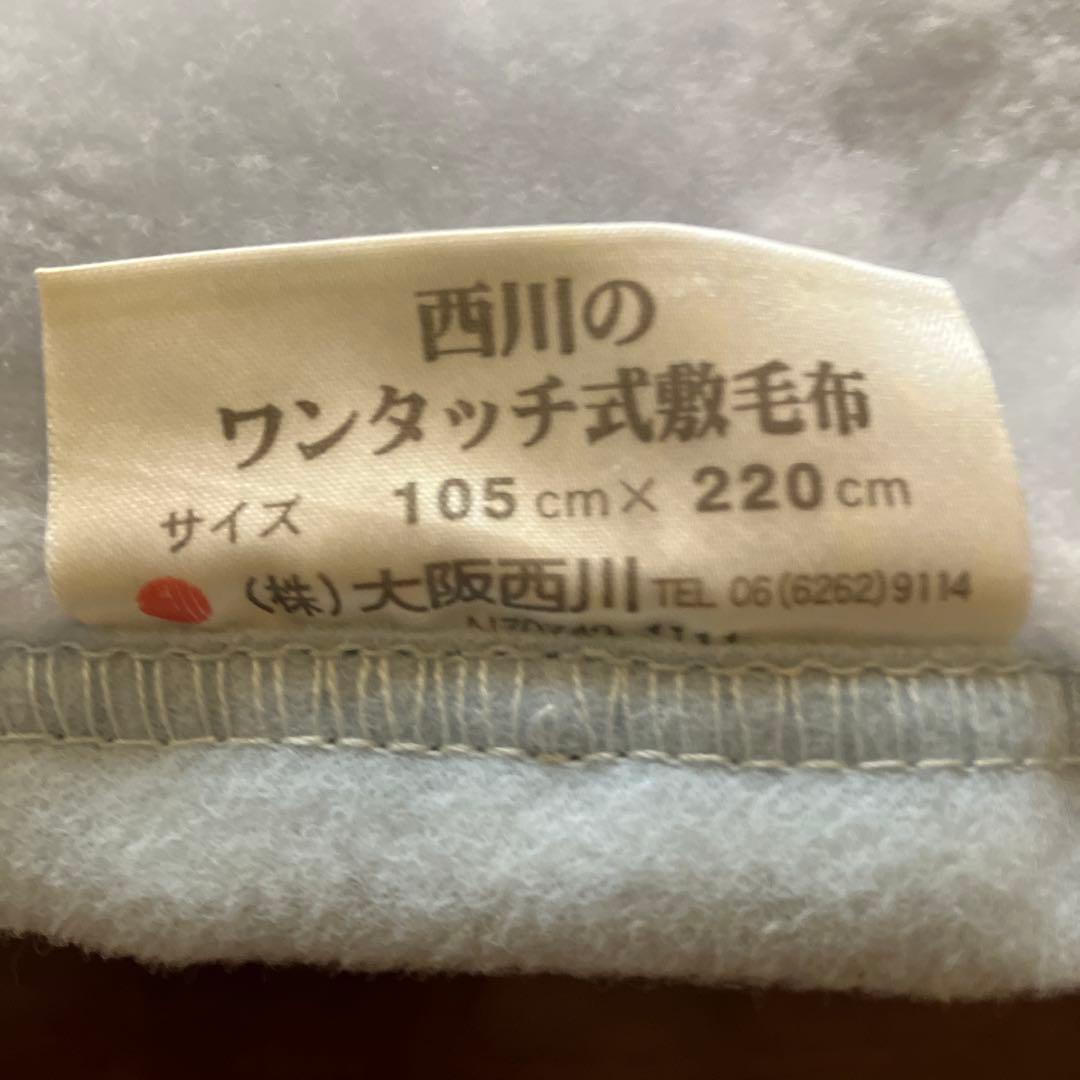 西川の
ワンタッチ式敷毛布
サイズ 105cm×220cm
(株)大阪西川 TEL 06(6262)9114